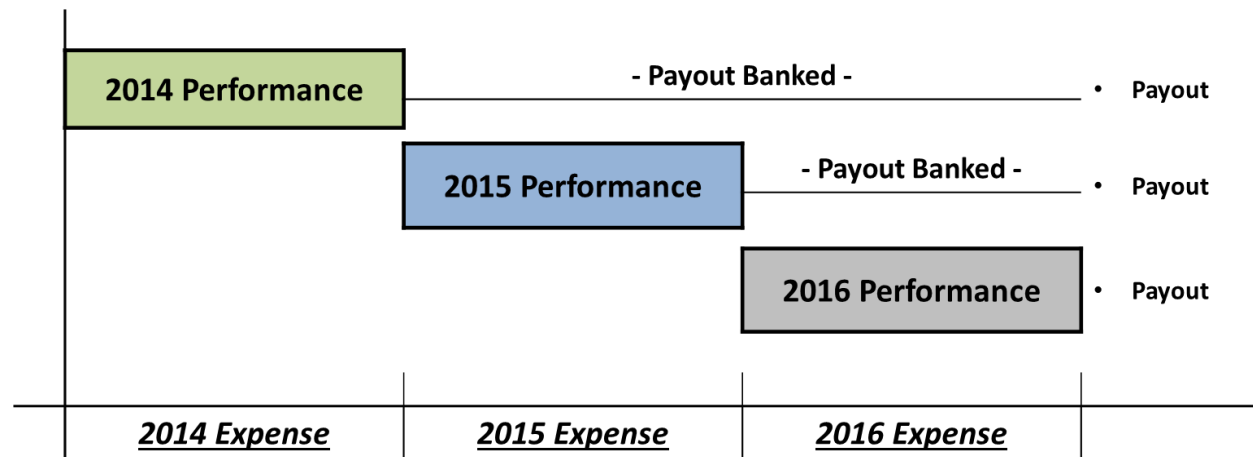 2014 Performance
- Payout Banked -
• Payout
2015 Performance
- Payout Banked -
• Payout
2016 Performance
• Payout
2014 Expense
2015 Expense
2016 Expense